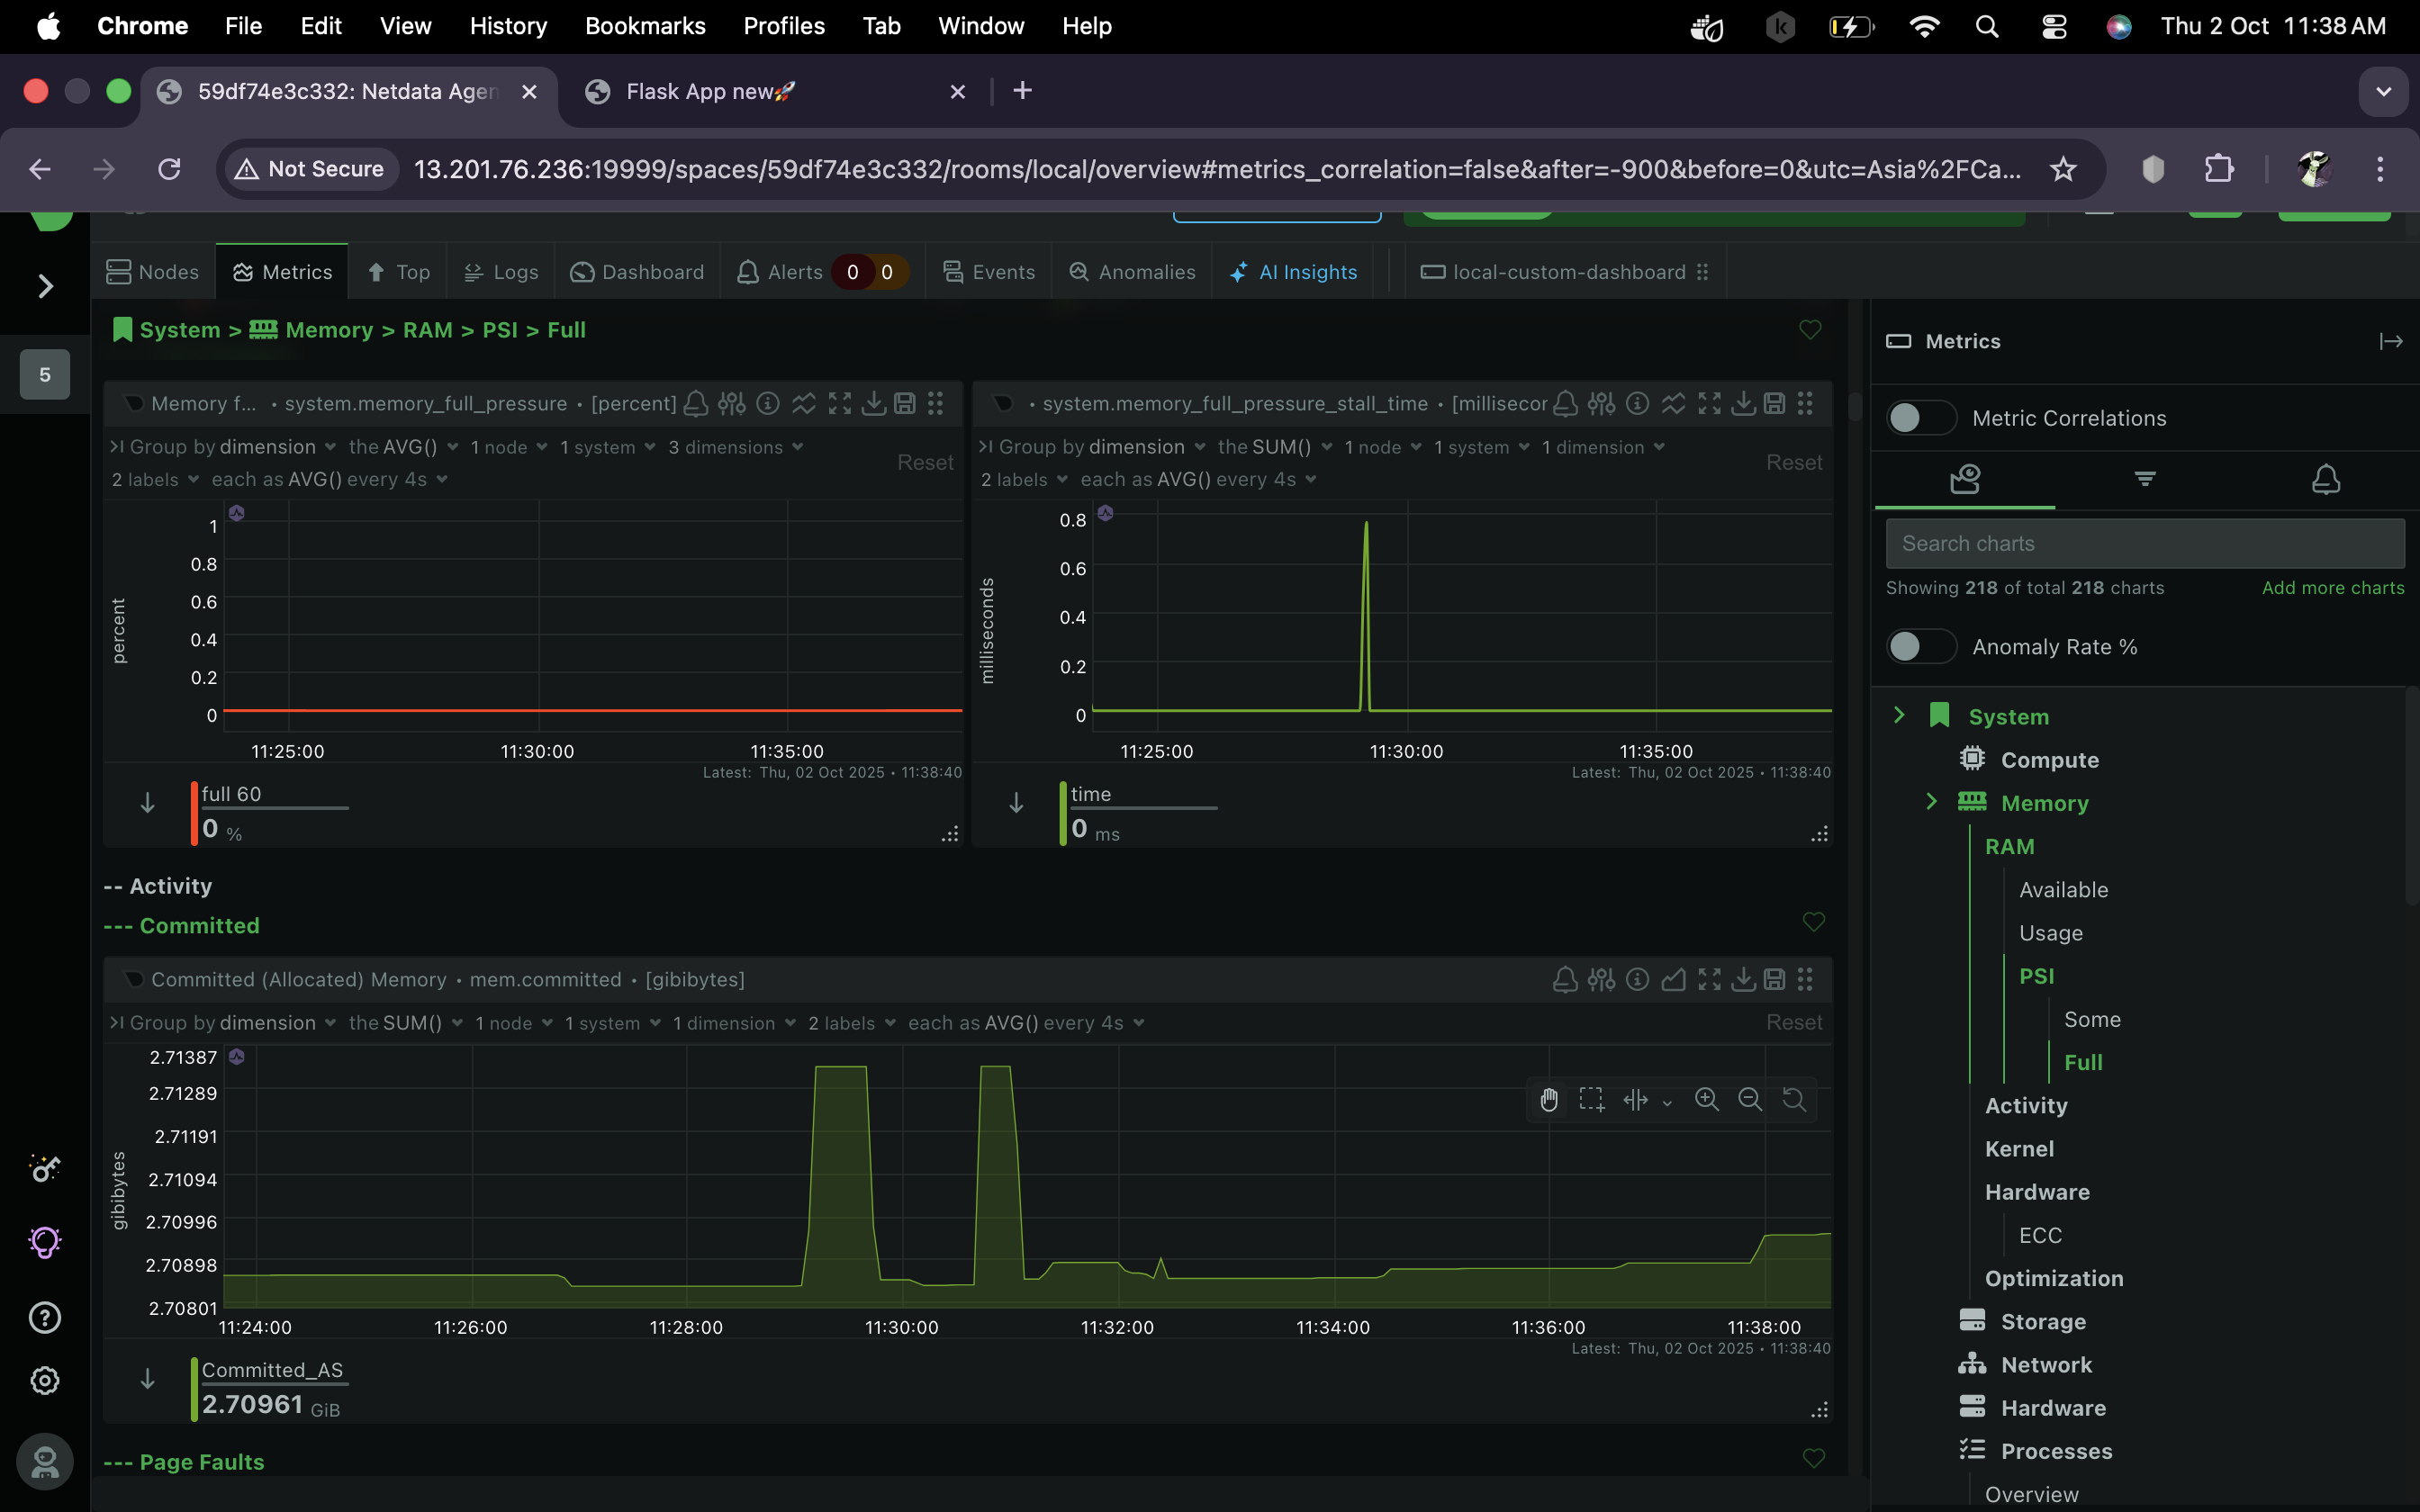 Chrome File Edit View History Bookmarks Profiles Tab Window Help Thu 2 Oct 11:38 AM
59df74e3c332: Netdata Agen Flask App new🚀
Not Secure 13.201.76.236:19999/spaces/59df74e3c332/rooms/local/overview#metrics_correlation=false&after=-900&before=0&utc=Asia%2FCa...
Nodes Metrics Top Logs Dashboard Alerts 0 0 Events Anomalies AI Insights local-custom-dashboard
5
System > Memory > RAM > PSI > Full
Memory f... • system.memory_full_pressure • [percent]
Group by dimension the AVG() 1 node 1 system 3 dimensions
2 labels each as AVG() every 4s
Reset
percent
1
0.8
0.6
0.4
0.2
0
11:25:00 11:30:00 11:35:00
Latest: Thu, 02 Oct 2025 • 11:38:40
full 60
0 %
• system.memory_full_pressure_stall_time • [millisecor
Group by dimension the SUM() 1 node 1 system 1 dimension
2 labels each as AVG() every 4s
Reset
milliseconds
0.8
0.6
0.4
0.2
0
11:25:00 11:30:00 11:35:00
Latest: Thu, 02 Oct 2025 • 11:38:40
time
0 ms
-- Activity
--- Committed
Committed (Allocated) Memory • mem.committed • [gibibytes]
Group by dimension the SUM() 1 node 1 system 1 dimension 2 labels each as AVG() every 4s Reset
gibibytes
2.71387
2.71289
2.71191
2.71094
2.70996
2.70898
2.70801
11:24:00 11:26:00 11:28:00 11:30:00 11:32:00 11:34:00 11:36:00 11:38:00
Latest: Thu, 02 Oct 2025 • 11:38:40
Committed_AS
2.70961 GiB
--- Page Faults
Metrics
Metric Correlations
Search charts
Showing 218 of total 218 charts Add more charts
Anomaly Rate %
System
Compute
Memory
RAM
Available
Usage
PSI
Some
Full
Activity
Kernel
Hardware
ECC
Optimization
Storage
Network
Hardware
Processes
Overview